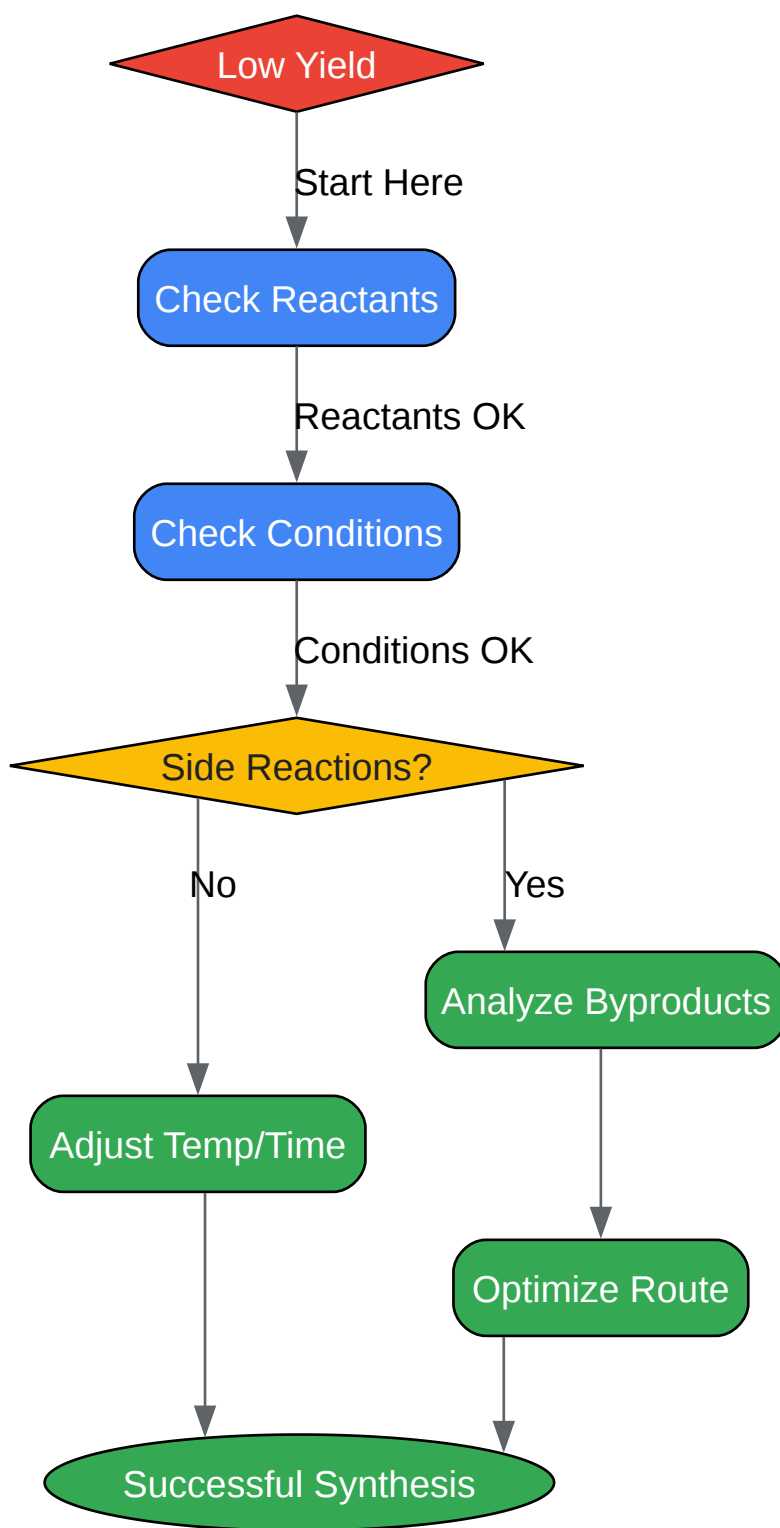 Low Yield
Start Here
Check Reactants
Reactants OK
Check Conditions
Conditions OK
Side Reactions?
No
Yes
Analyze Byproducts
Adjust Temp/Time
Optimize Route
Successful Synthesis